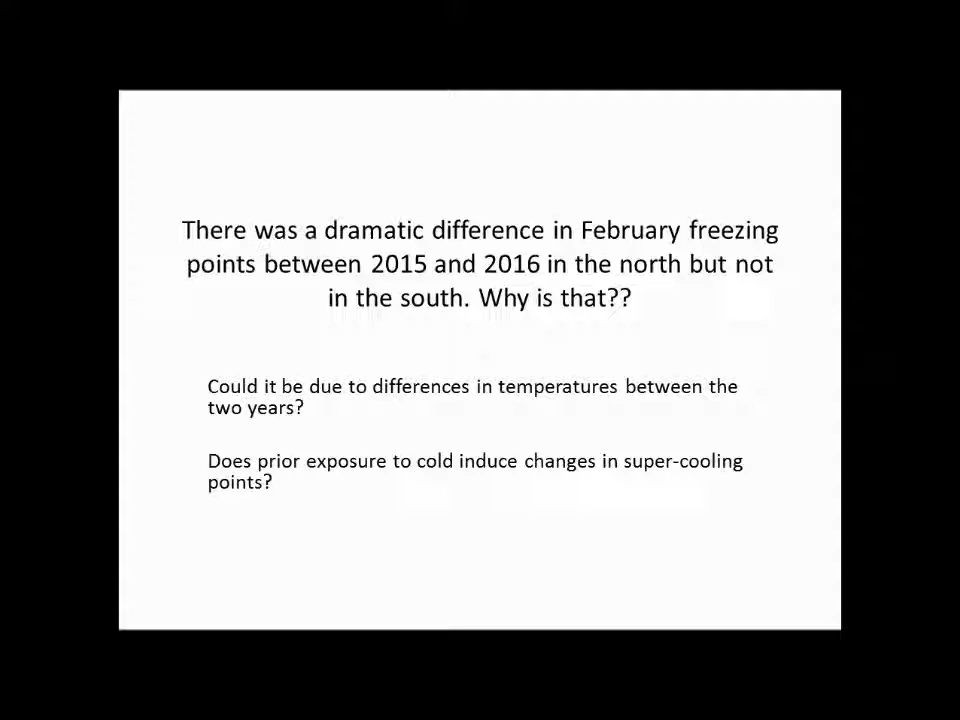 There was a dramatic difference in February freezing
points between 2015 and 2016 in the north but not
in the south. Why is that??
Could it be due to differences in temperatures between the
two years?
Does prior exposure to cold induce changes in super-cooling
points?